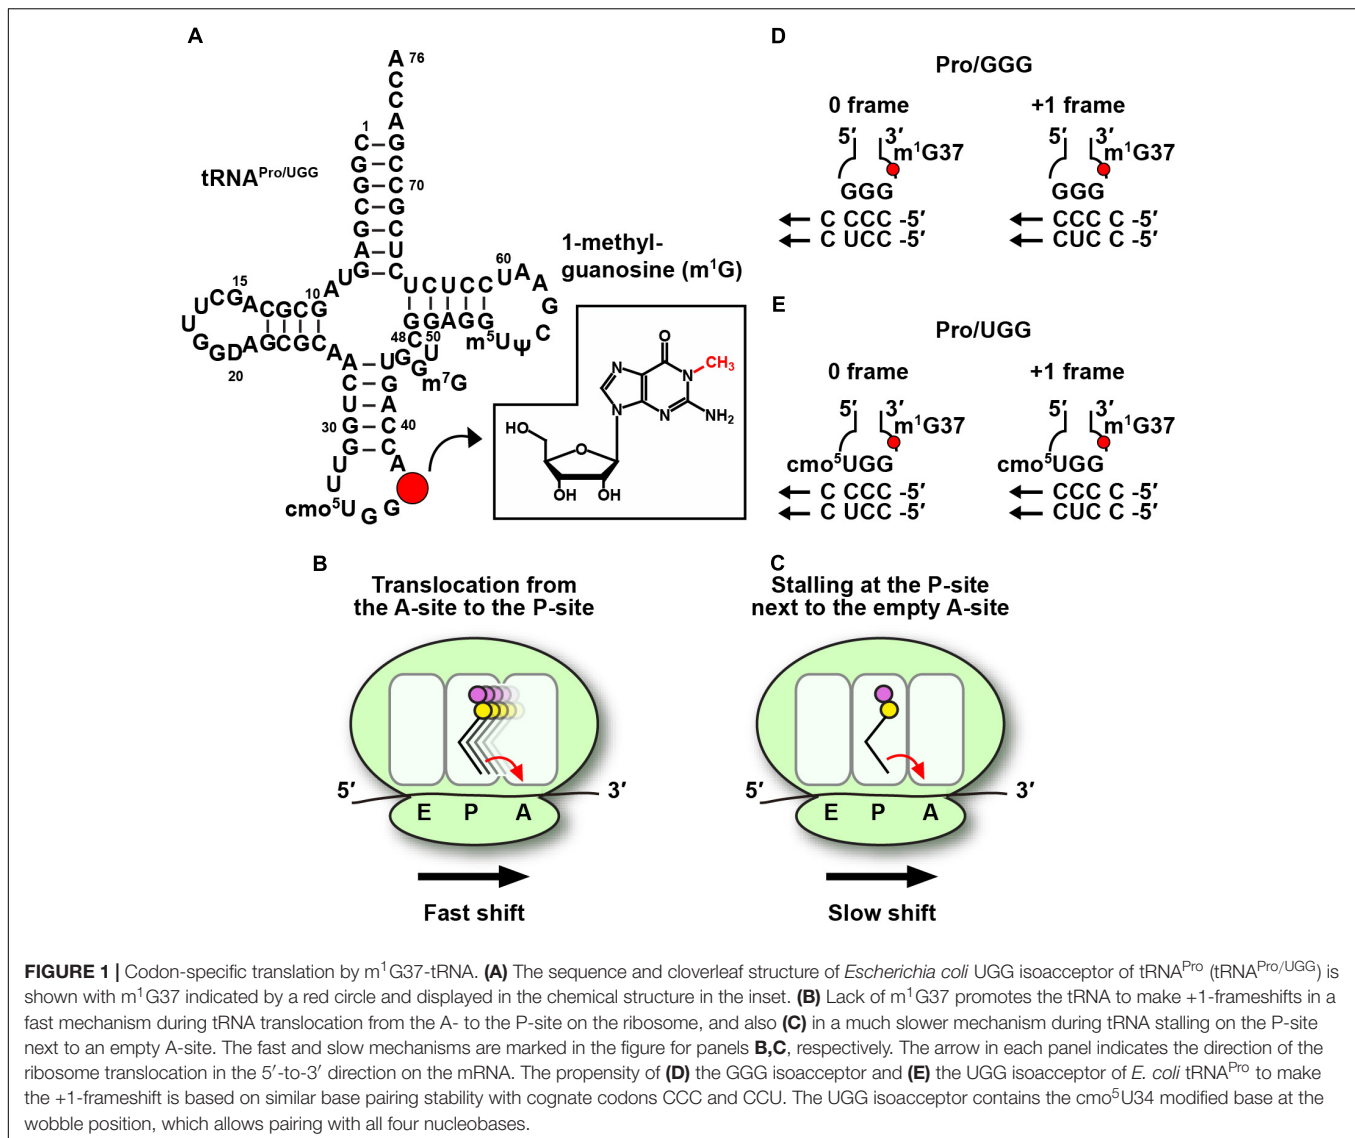 A
A 76
C
C
A
1
C – G
G – C
G – C 70
C – G
G – C
A – U
G – C
U
A
tRNAPro/UGG
10
15
UUCGACGCG
UGGDAGCGCA
20
UCUCCUAA
60
G
C
GGAGGm5UΨC
48 50
CU
GG
m7G
A – U
C – G
U – A
30 G – C 40
G – C
U A
U
cmo5U G G
1-methyl-
guanosine (m1G)
O
N
N
CH3
N
N
NH2
HO
O
OH OH
B
Translocation from
the A-site to the P-site
5′ 3′
E P A
Fast shift
C
Stalling at the P-site
next to the empty A-site
5′ 3′
E P A
Slow shift
D
Pro/GGG
0 frame +1 frame
5′ 3′ 5′ 3′
m1G37 m1G37
GGG GGG
C CCC -5′ CCC C -5′
C UCC -5′ CUC C -5′
E
Pro/UGG
0 frame +1 frame
5′ 3′ 5′ 3′
m1G37 m1G37
cmo5UGG cmo5UGG
C CCC -5′ CCC C -5′
C UCC -5′ CUC C -5′
FIGURE 1 | Codon-specific translation by m1G37-tRNA. (A) The sequence and cloverleaf structure of Escherichia coli UGG isoacceptor of tRNAPro (tRNAPro/UGG) is
shown with m1G37 indicated by a red circle and displayed in the chemical structure in the inset. (B) Lack of m1G37 promotes the tRNA to make +1-frameshifts in a
fast mechanism during tRNA translocation from the A- to the P-site on the ribosome, and also (C) in a much slower mechanism during tRNA stalling on the P-site
next to an empty A-site. The fast and slow mechanisms are marked in the figure for panels B,C, respectively. The arrow in each panel indicates the direction of the
ribosome translocation in the 5′-to-3′ direction on the mRNA. The propensity of (D) the GGG isoacceptor and (E) the UGG isoacceptor of E. coli tRNAPro to make
the +1-frameshift is based on similar base pairing stability with cognate codons CCC and CCU. The UGG isoacceptor contains the cmo5U34 modified base at the
wobble position, which allows pairing with all four nucleobases.